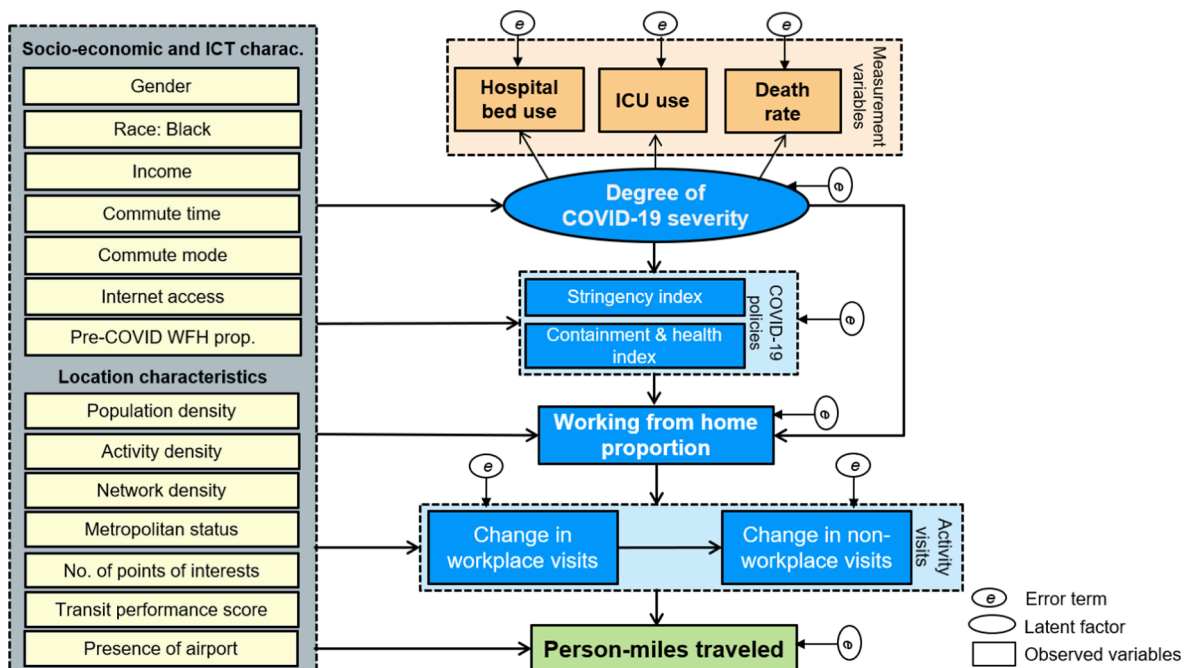 Socio-economic and ICT charac.
Gender
Race: Black
Income
Commute time
Commute mode
Internet access
Pre-COVID WFH prop.
Location characteristics
Population density
Activity density
Network density
Metropolitan status
No. of points of interests
Transit performance score
Presence of airport
e
e
e
Hospital
bed use
ICU use
Death
rate
Measurement
variables
Degree of
COVID-19 severity
e
Stringency index
Containment & health
index
COVID-19
policies
e
Working from home
proportion
e
e
e
Change in
workplace visits
Change in non-
workplace visits
Activity
visits
Person-miles traveled
e
e
Error term
Latent factor
Observed variables